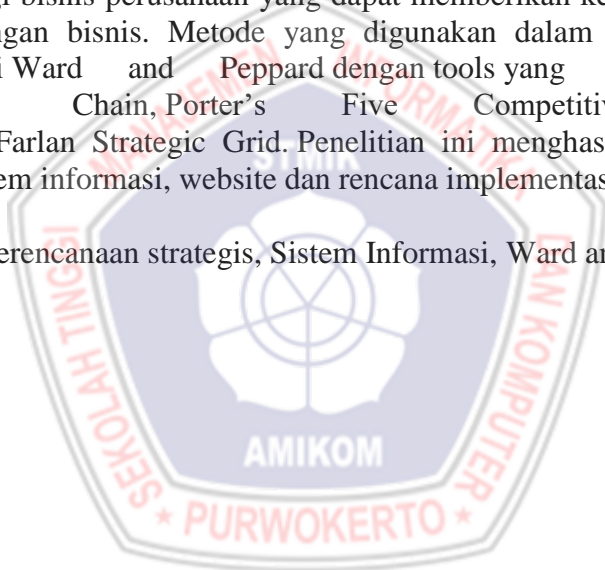 gi bisnis perusahaan yang dapat memberikan ke
ngan bisnis. Metode yang digunakan dalam
i Ward and Peppard dengan tools yang
Chain, Porter's Five Competitiv
Farlan Strategic Grid. Penelitian ini menghas
em informasi, website dan rencana implementas
erencanaan strategis, Sistem Informasi, Ward an
SEKOLAH TINGGI MANAJEMEN INFORMATIKA DAN KOMPUTER
STMIK
AMIKOM
* PURWOKERTO *